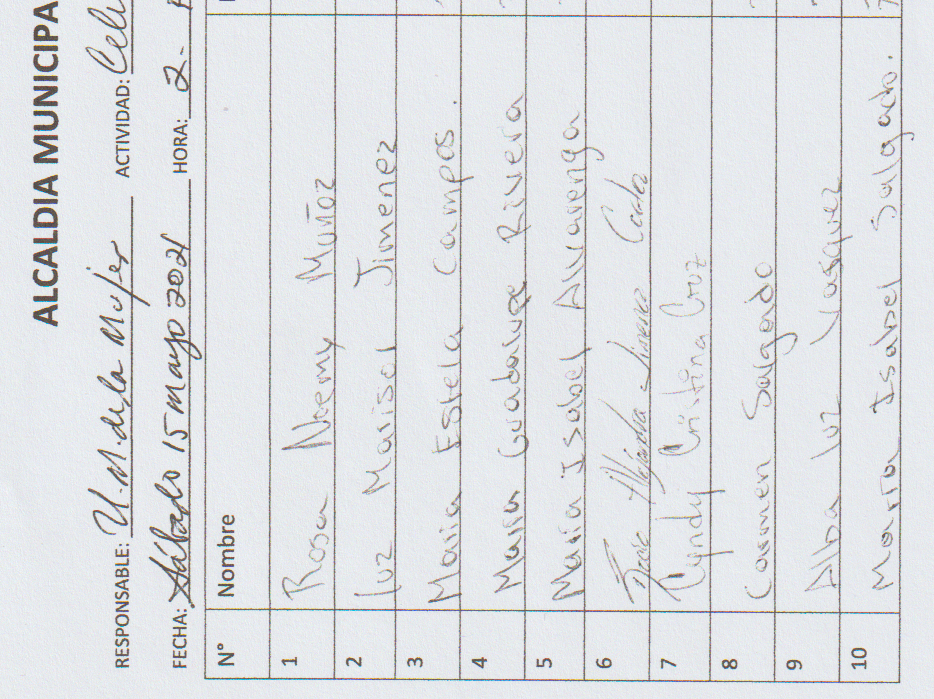 ALCALDIA MUNICIPA
RESPONSABLE: U.M. de la Mujer ACTIVIDAD: Cele
FECHA: Sábado 15 mayo 2021 HORA: 2-
N° Nombre
1 Rosa Noemy Muñoz
2 Luz Marisol Jimenez
3 Maria Estela Campos.
4 Maria Guadalupe Rivera
5 Maria Isabel Alvarenga
6 Alejandra
7 Cyndy Cristina Cruz
8 Carmen Salgado
9 Alba Luz Vasquez
10 Maria Isabel Salgado.